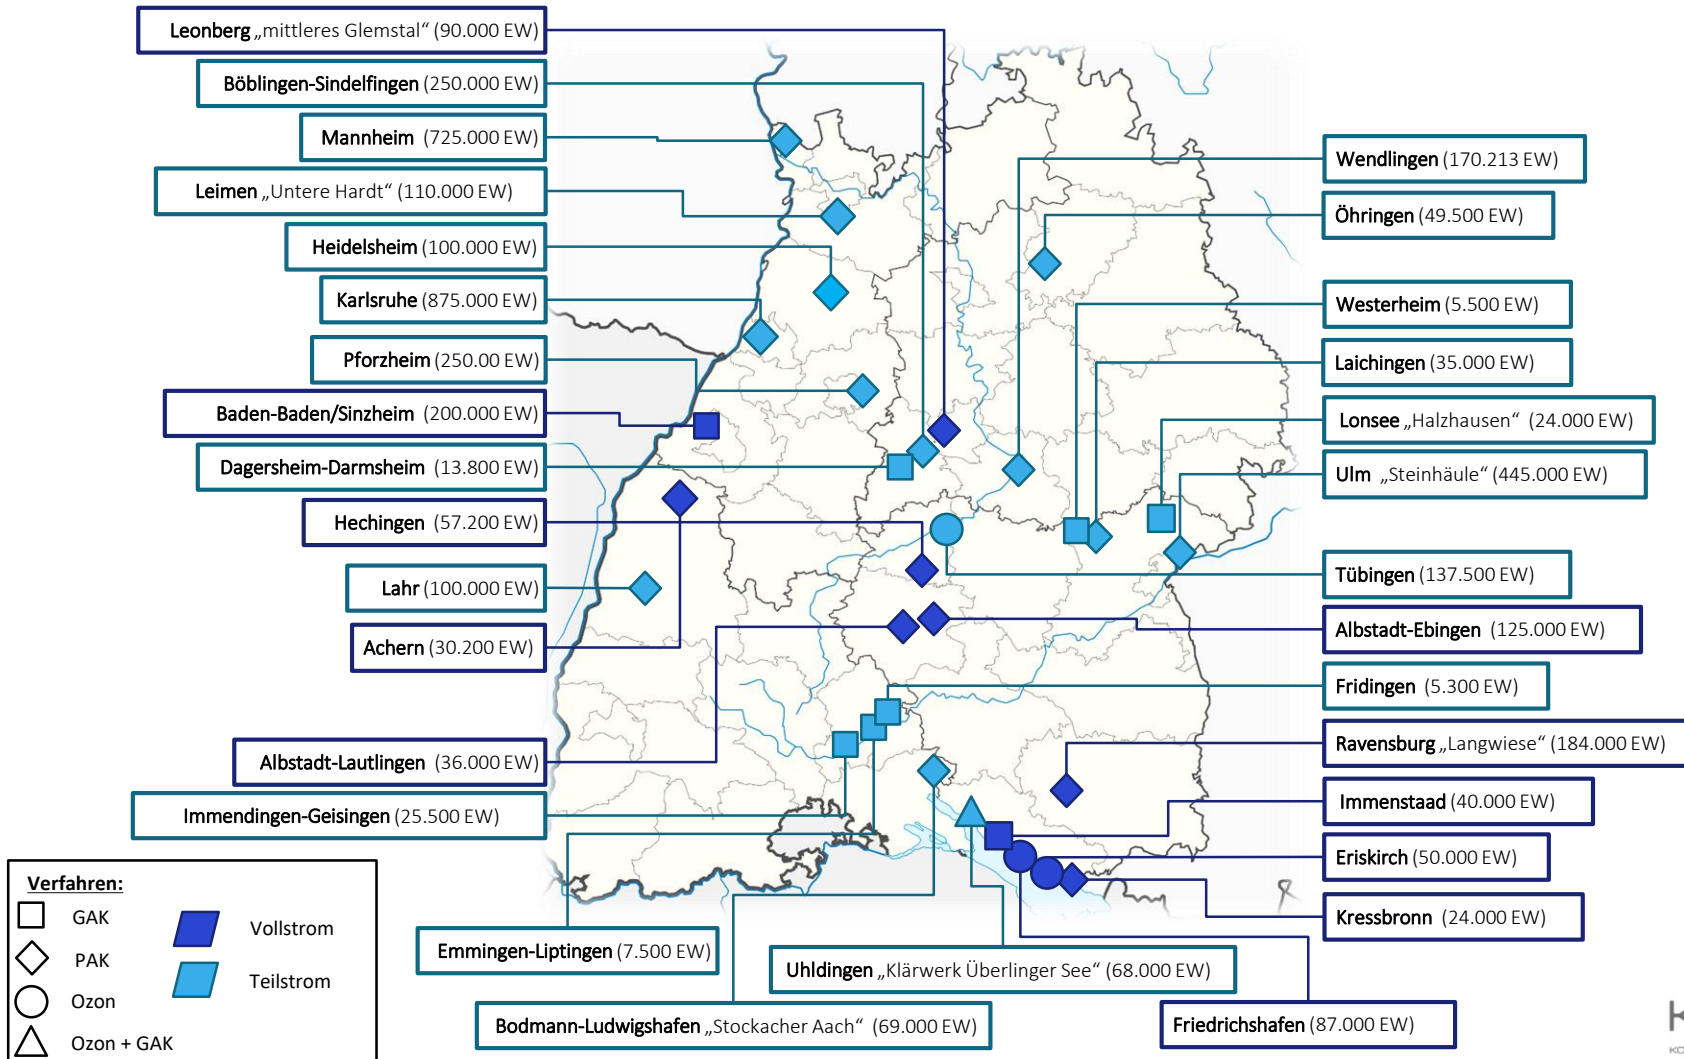 Leonberg „mittleres Glemstal“ (90.000 EW)
Böblingen-Sindelfingen (250.000 EW)
Mannheim (725.000 EW)
Leimen „Untere Hardt“ (110.000 EW)
Heidelsheim (100.000 EW)
Karlsruhe (875.000 EW)
Pforzheim (250.00 EW)
Baden-Baden/Sinzheim (200.000 EW)
Dagersheim-Darmsheim (13.800 EW)
Hechingen (57.200 EW)
Lahr (100.000 EW)
Achern (30.200 EW)
Albstadt-Lautlingen (36.000 EW)
Immendingen-Geisingen (25.500 EW)
Wendlingen (170.213 EW)
Öhringen (49.500 EW)
Westerheim (5.500 EW)
Laichingen (35.000 EW)
Lonsee „Halzhausen“ (24.000 EW)
Ulm „Steinhäule“ (445.000 EW)
Tübingen (137.500 EW)
Albstadt-Ebingen (125.000 EW)
Fridingen (5.300 EW)
Ravensburg „Langwiese“ (184.000 EW)
Immenstaad (40.000 EW)
Eriskirch (50.000 EW)
Kressbronn (24.000 EW)
Emmingen-Liptingen (7.500 EW)
Uhldingen „Klärwerk Überlinger See“ (68.000 EW)
Bodmann-Ludwigshafen „Stockacher Aach“ (69.000 EW)
Friedrichshafen (87.000 EW)
Verfahren:
GAK
PAK
Ozon
Ozon + GAK
Vollstrom
Teilstrom